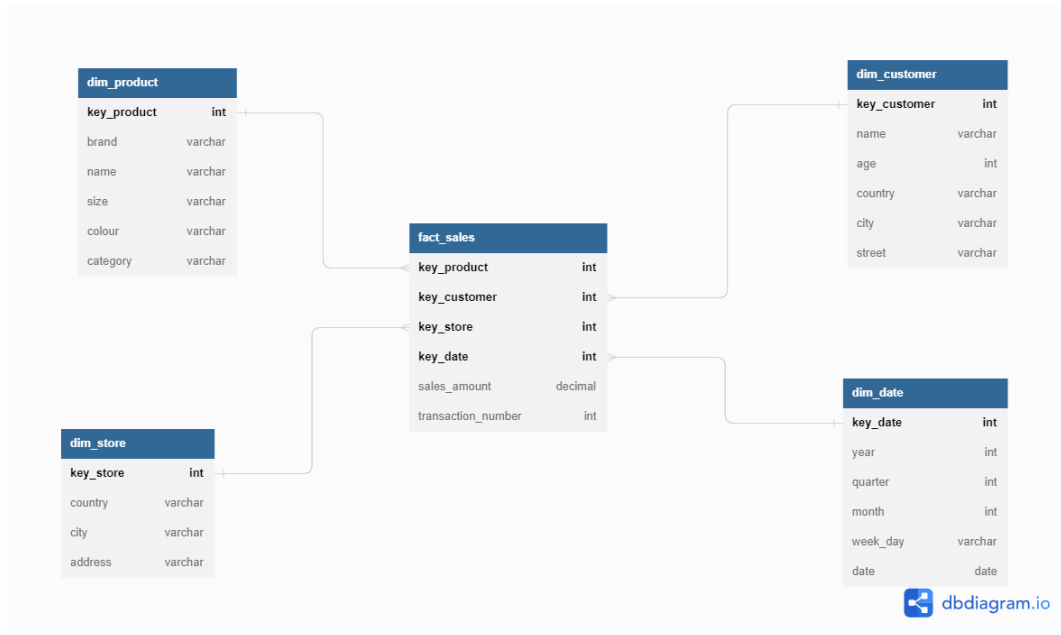 dim_product
key_product int
brand varchar
name varchar
size varchar
colour varchar
category varchar
dim_customer
key_customer int
name varchar
age int
country varchar
city varchar
street varchar
fact_sales
key_product int
key_customer int
key_store int
key_date int
sales_amount decimal
transaction_number int
dim_store
key_store int
country varchar
city varchar
address varchar
dim_date
key_date int
year int
quarter int
month int
week_day varchar
date date
dbdiagram.io